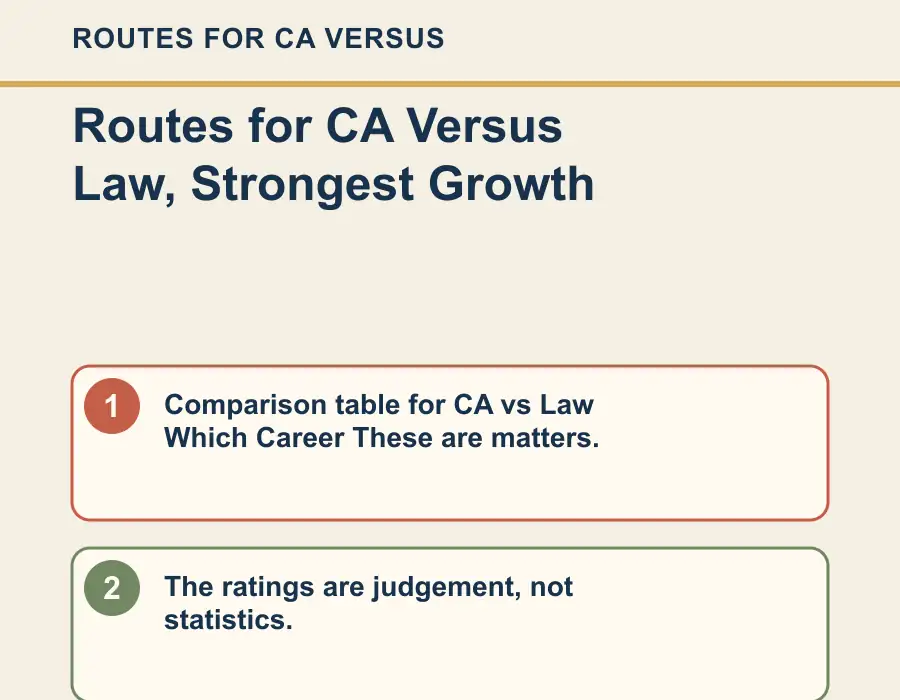 ROUTES FOR CA VERSUS
Routes for CA Versus
Law, Strongest Growth
1
Comparison table for CA vs Law
Which Career These are matters.
2
The ratings are judgement, not
statistics.